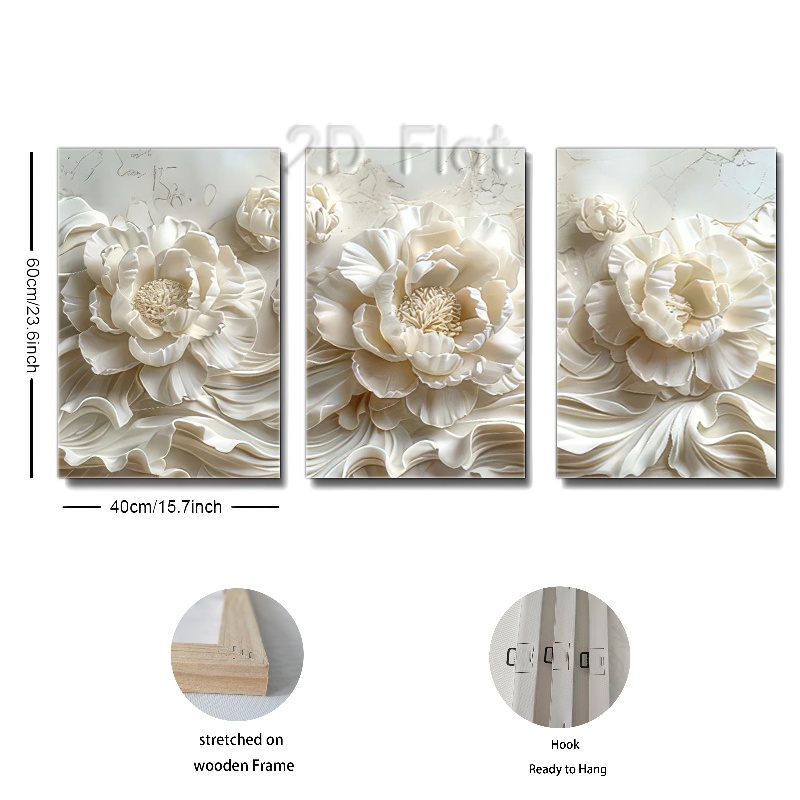 2D Flat
60cm/23.6inch
40cm/15.7inch
stretched on
wooden Frame
Hook
Ready to Hang